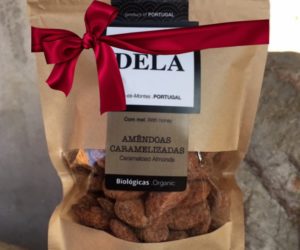 product of PORTUGAL
DELA
PORTUGAL
Com mel . With honey
AMÊNDOAS
CARAMELIZADAS
Caramelized Almonds
Biológicas . Organic